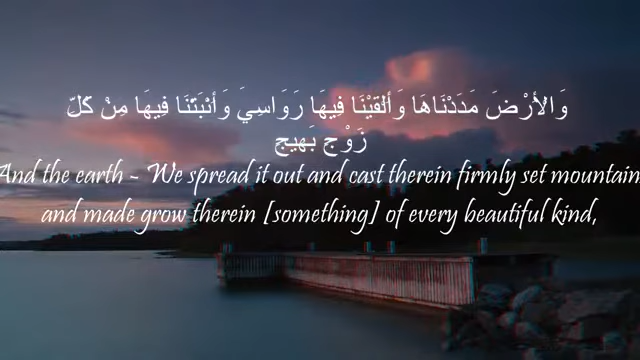 وَالأَرْضَ مَدَدْنَاهَا وَأَلْقَيْنَا فِيهَا رَوَاسِيَ وَأَنْبَتْنَا فِيهَا مِنْ كُلِّ
زَوْجٍ بَهِيجٍ
And the earth - We spread it out and cast therein firmly set mountain
and made grow therein [something] of every beautiful kind,